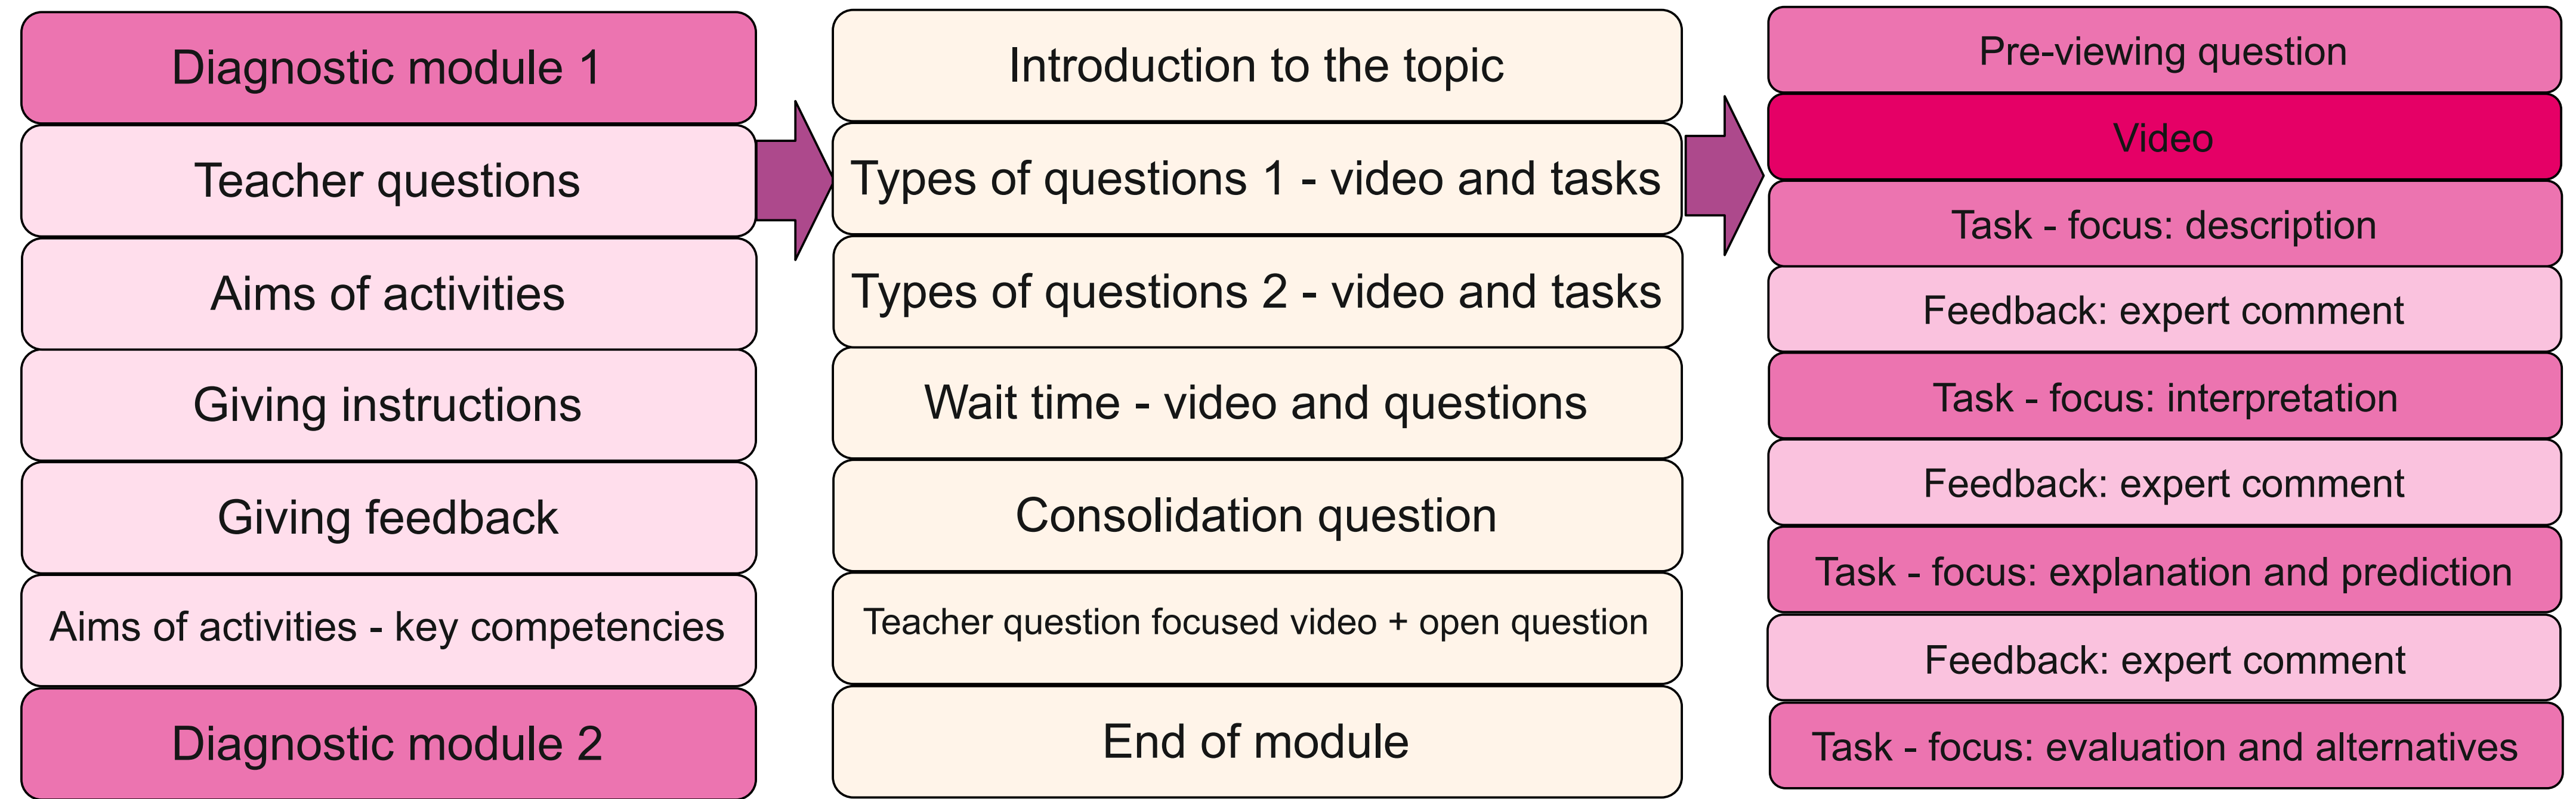 Diagnostic module 1
Teacher questions
Aims of activities
Giving instructions
Giving feedback
Aims of activities - key competencies
Diagnostic module 2
Introduction to the topic
Types of questions 1 - video and tasks
Types of questions 2 - video and tasks
Wait time - video and questions
Consolidation question
Teacher question focused video + open question
End of module
Pre-viewing question
Video
Task - focus: description
Feedback: expert comment
Task - focus: interpretation
Feedback: expert comment
Task - focus: explanation and prediction
Feedback: expert comment
Task - focus: evaluation and alternatives